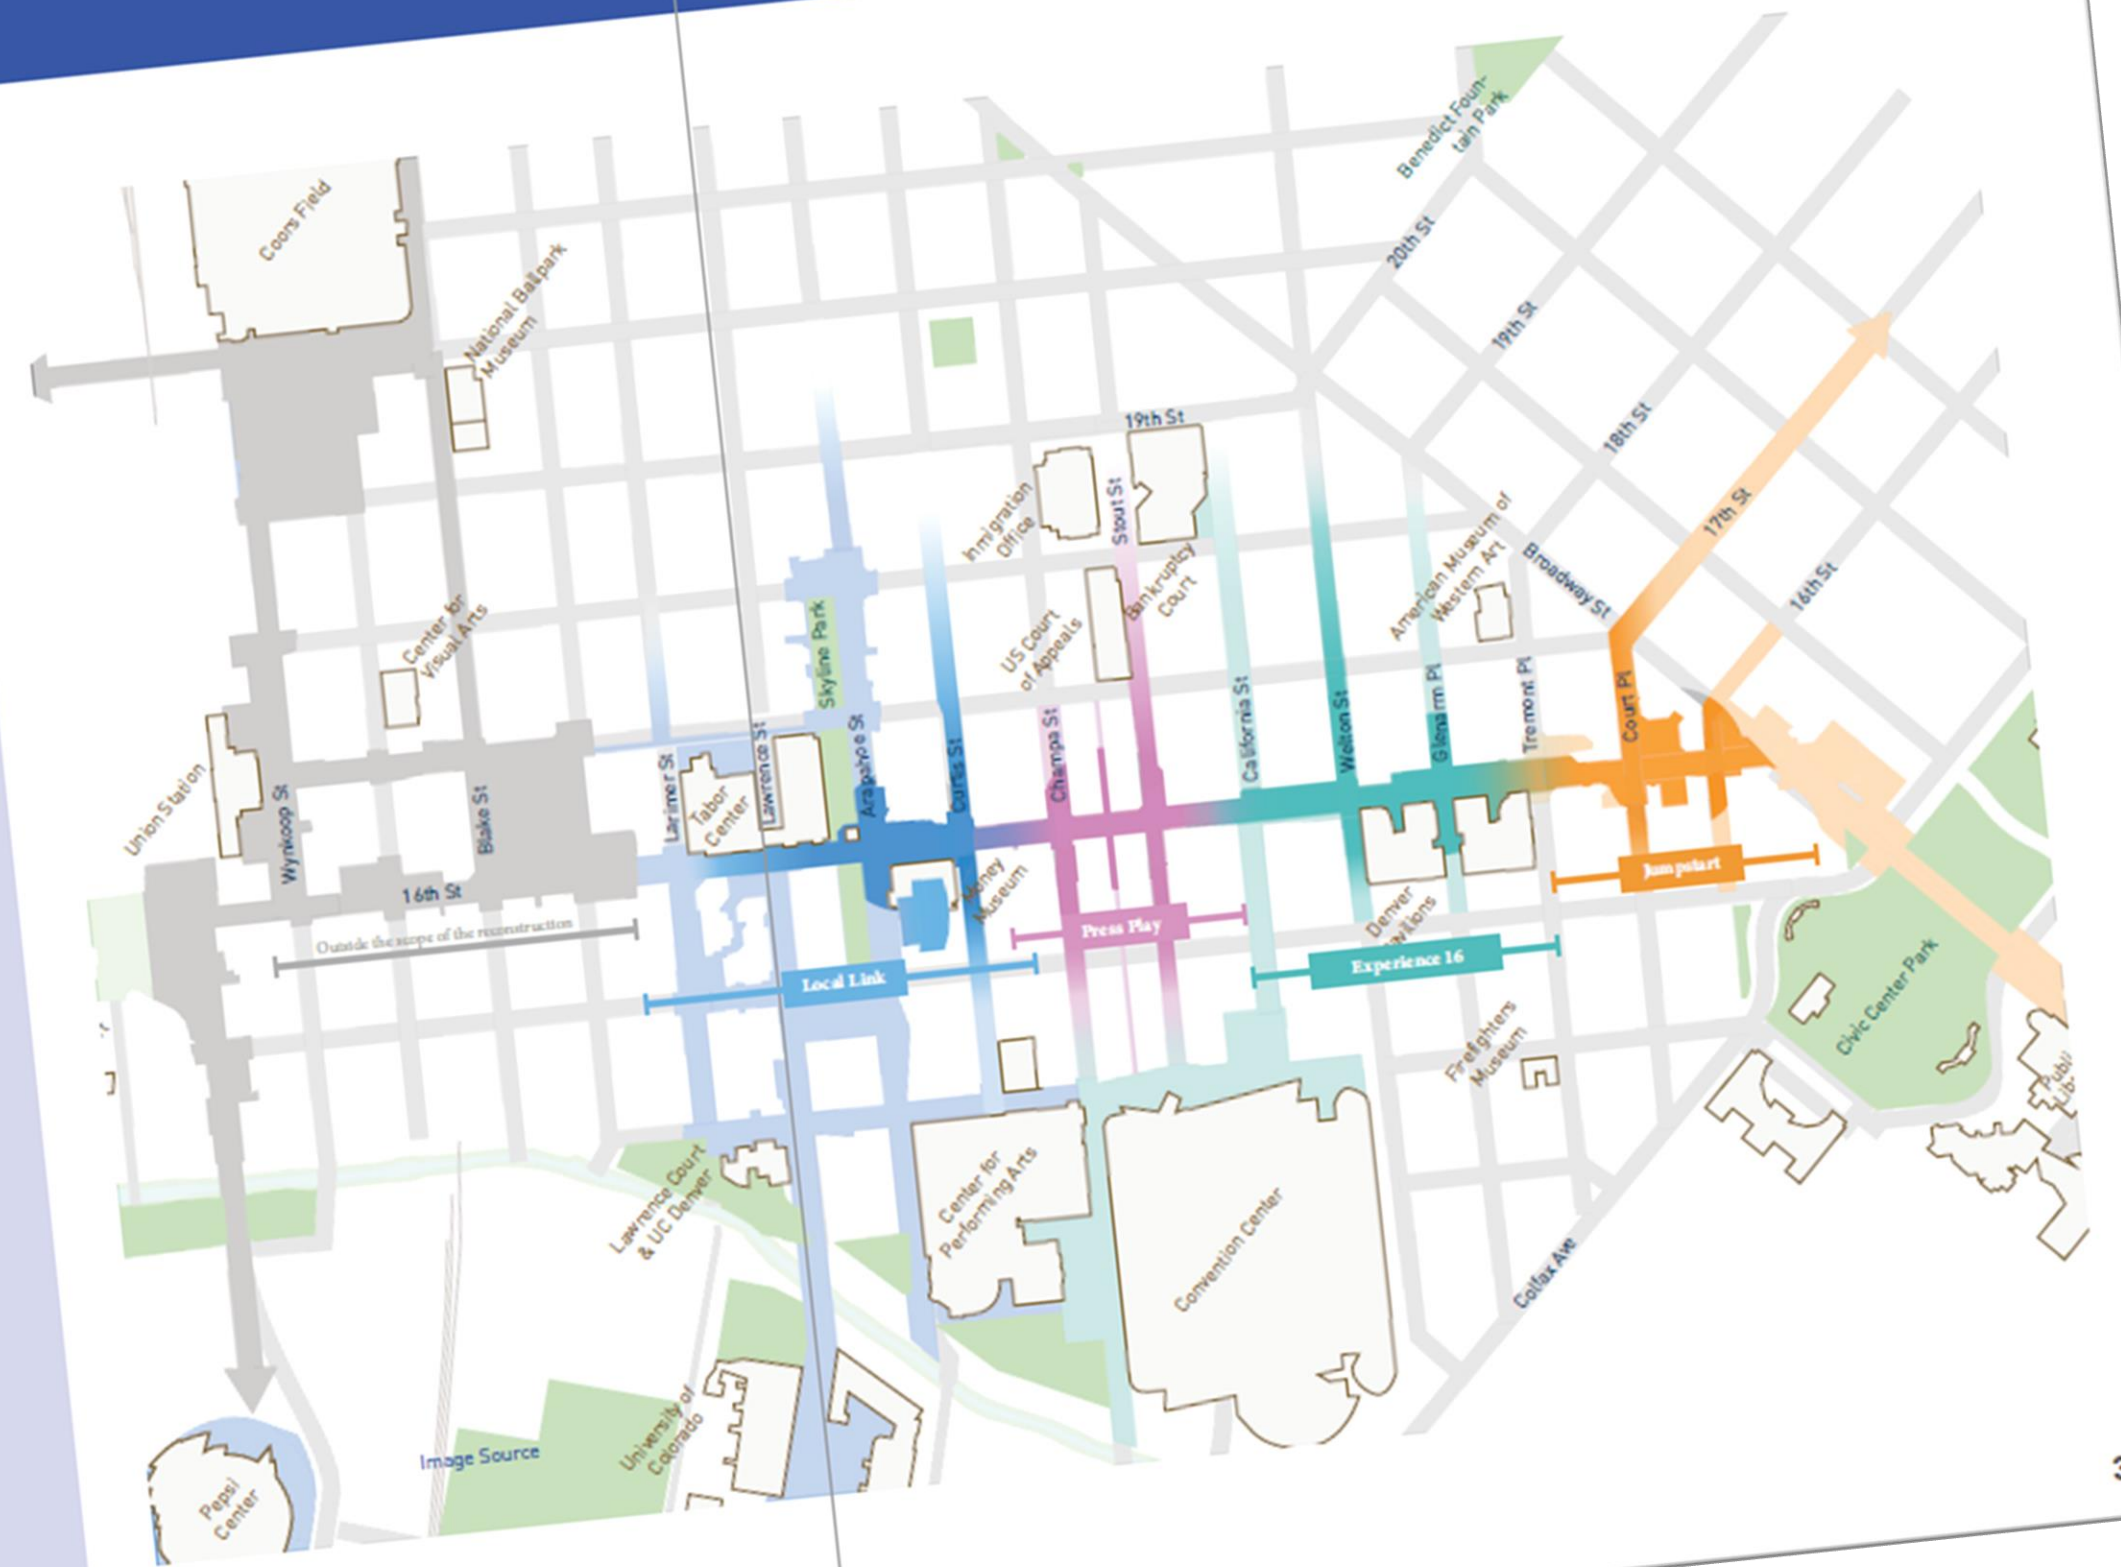 Coors Field
National Ballpark
Museum
Benedict Foun-
tain Park
20th St
19th St
18th St
17th St
16th St
19th St
Immigration
Office
Stout St
Bankruptcy
Court
US Court
of Appeals
American Museum of
Western Art
Broadway St
Center for
Visual Arts
Skyline Park
Union Station
Wynkoop St
Blake St
16th St
Larimer St
Tabor
Center
Lawrence St
Arapahoe St
Curtis St
Champa St
California St
Welton St
Glenarm Pl
Tremont Pl
Court Pl
Money
Museum
Outside the scope of the reconstruction
Local Link
Press Play
Experience 16
Jumpstart
Denver
Firefighters
Museum
Civic Center Park
Publi
Lib
Lawrence Court
& UC Denver
Center for
Performing Arts
Convention Center
Colfax Ave
University of
Colorado
Image Source
Pepsi
Center
3